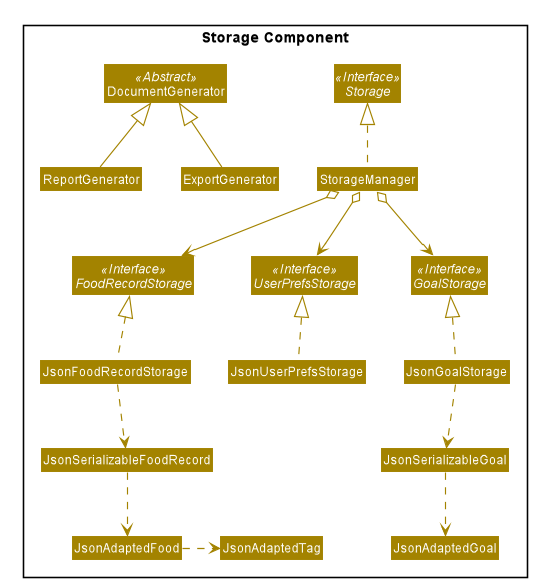 Storage Component
«Abstract»
DocumentGenerator
«Interface»
Storage
ReportGenerator
ExportGenerator
StorageManager
«Interface»
FoodRecordStorage
«Interface»
UserPrefsStorage
«Interface»
GoalStorage
JsonFoodRecordStorage
JsonUserPrefsStorage
JsonGoalStorage
JsonSerializableFoodRecord
JsonSerializableGoal
JsonAdaptedFood
JsonAdaptedTag
JsonAdaptedGoal